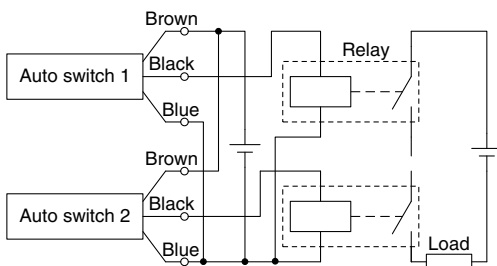 Brown
Relay
Auto switch 1
Black
Blue
Brown
Auto switch 2
Black
Blue
Load